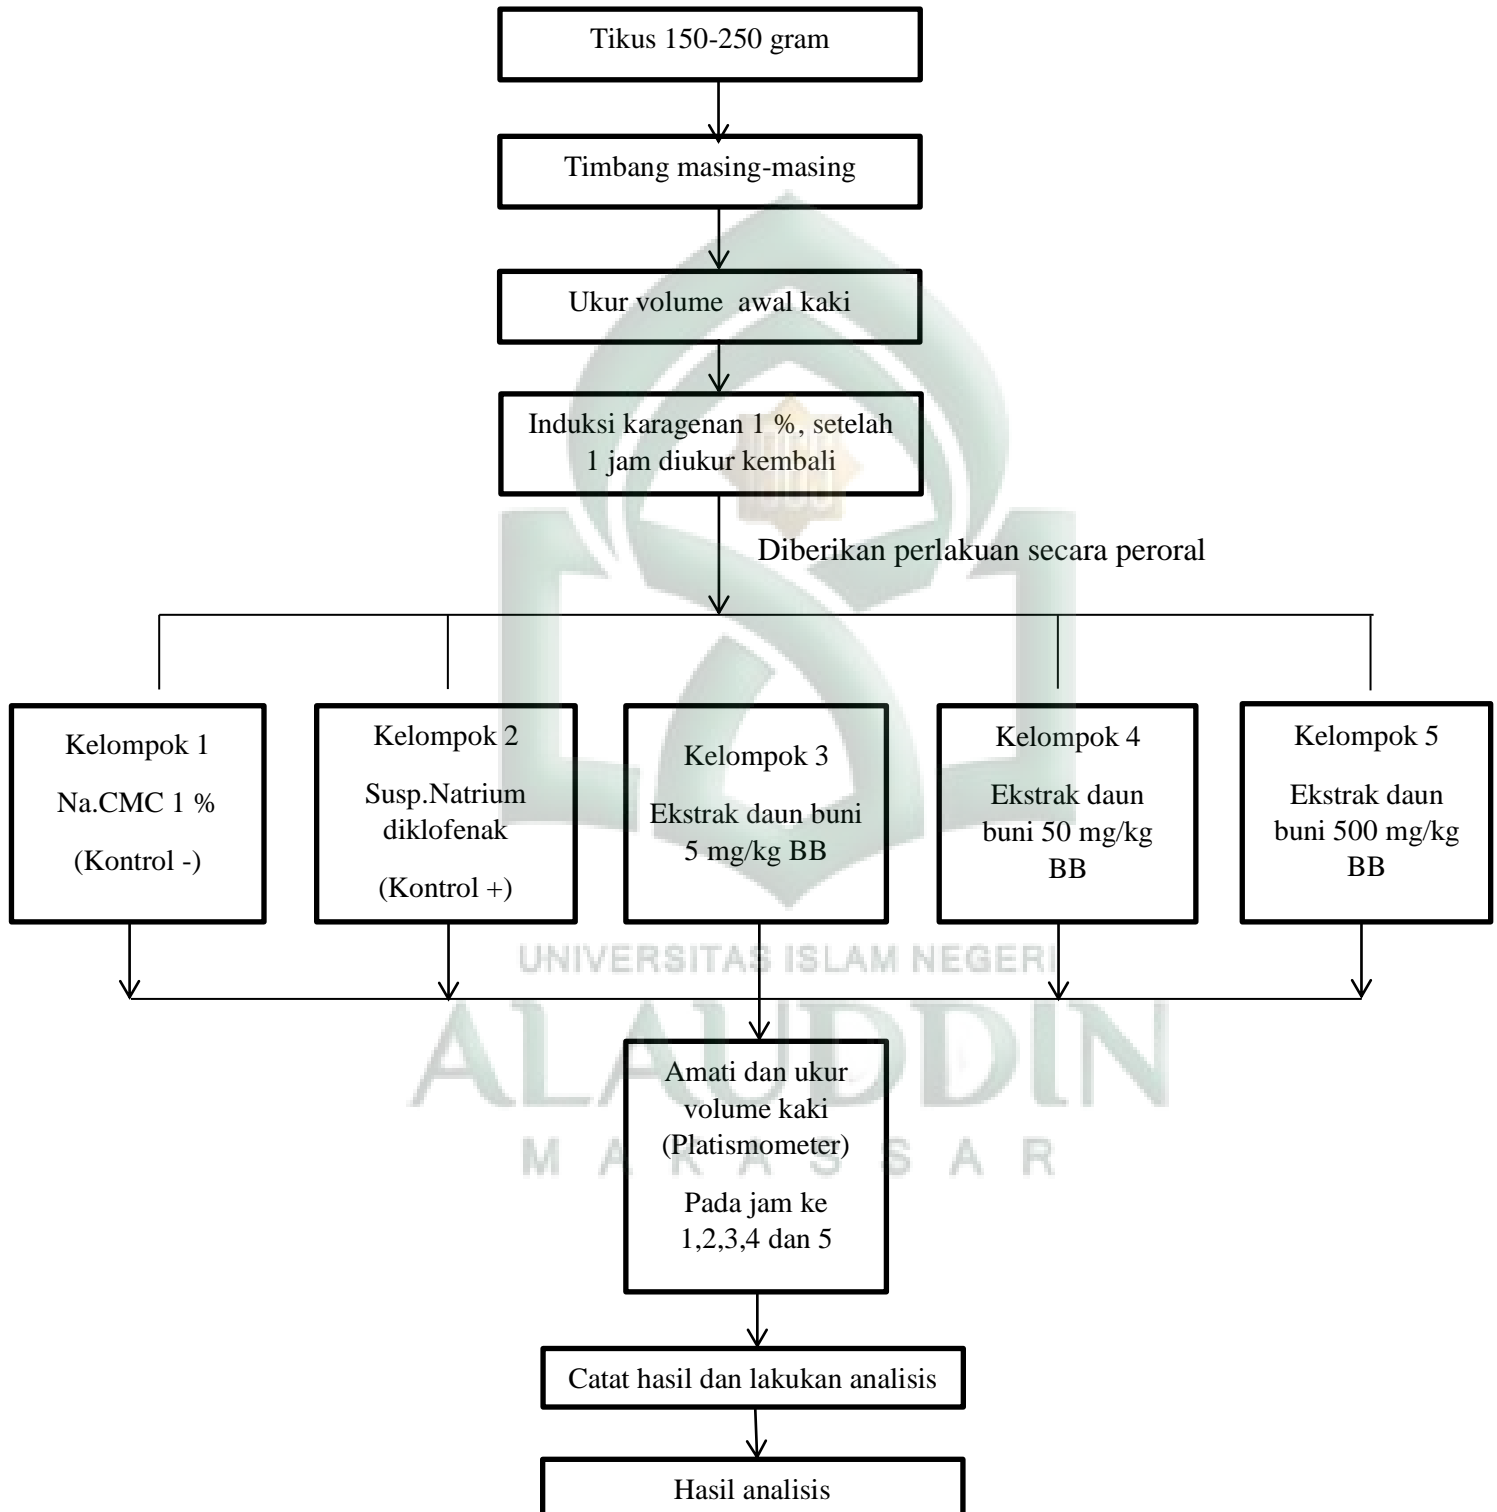 Tikus 150-250 gram
Timbang masing-masing
Ukur volume awal kaki
Induksi karagenan 1 %, setelah
1 jam diukur kembali
Diberikan perlakuan secara peroral
Kelompok 1
Na.CMC 1 %
(Kontrol -)
Kelompok 2
Susp.Natrium
diklofenak
(Kontrol +)
Kelompok 3
Ekstrak daun buni
5 mg/kg BB
Kelompok 4
Ekstrak daun
buni 50 mg/kg
BB
Kelompok 5
Ekstrak daun
buni 500 mg/kg
BB
UNIVERSITAS ISLAM NEGERI
ALAUDDIN
MAKASSAR
Amati dan ukur
volume kaki
(Platismometer)
Pada jam ke
1,2,3,4 dan 5
Catat hasil dan lakukan analisis
Hasil analisis